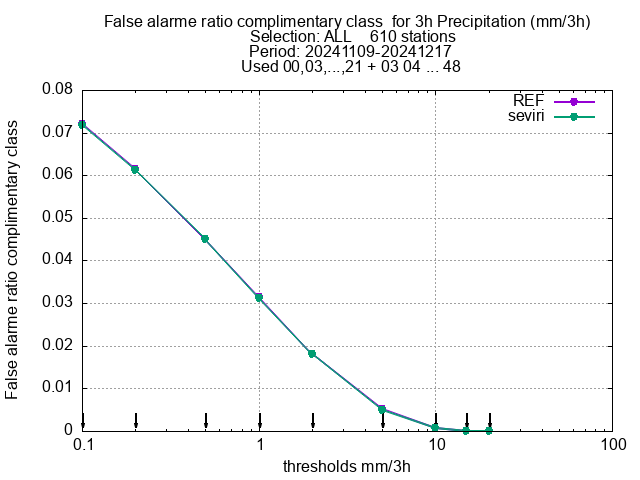 False alarme ratio complimentary class  for 3h Precipitation (mm/3h)
Selection: ALL    610 stations
Period: 20241109-20241217
Used 00,03,...,21 + 03 04 ... 48
REF
seviri
False alarme ratio complimentary class
0.08
0.07
0.06
0.05
0.04
0.03
0.02
0.01
0
0.1 1 10 100
thresholds mm/3h